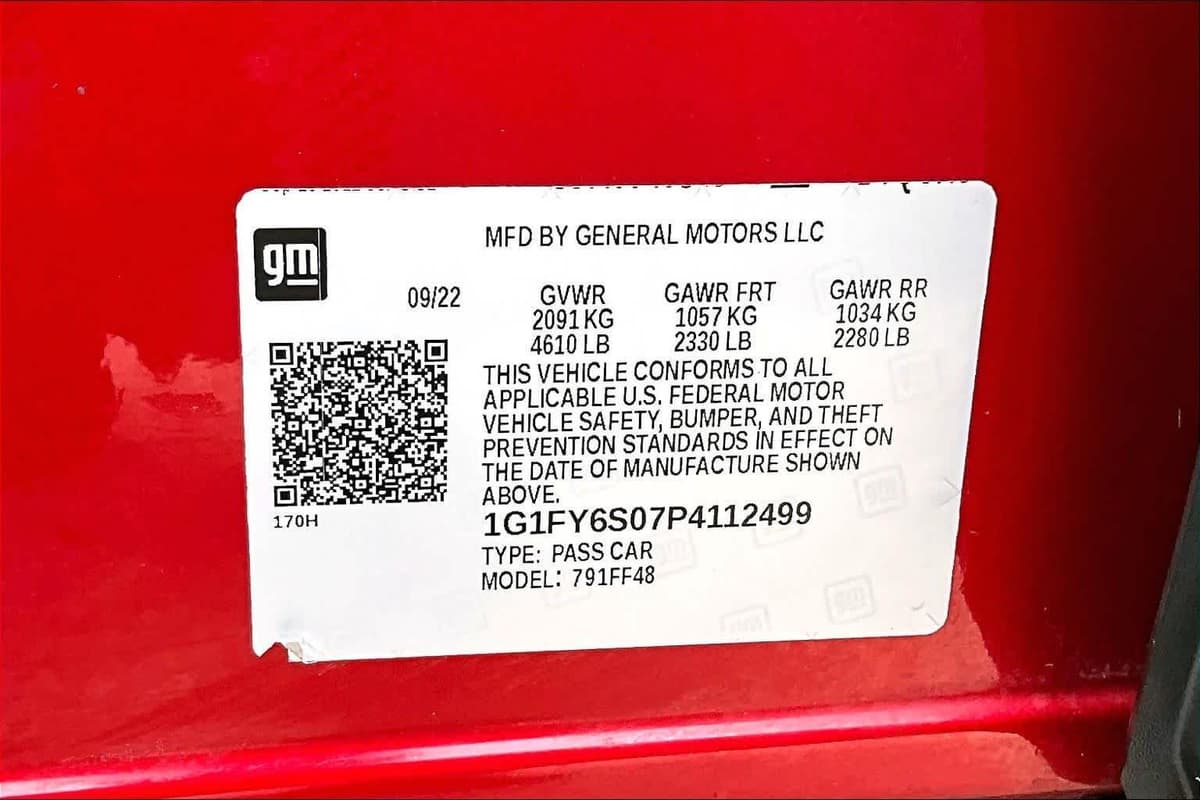 gm
MFD BY GENERAL MOTORS LLC
09/22
GVWR GAWR FRT GAWR RR
2091 KG 1057 KG 1034 KG
4610 LB 2330 LB 2280 LB
THIS VEHICLE CONFORMS TO ALL
APPLICABLE U.S. FEDERAL MOTOR
VEHICLE SAFETY, BUMPER, AND THEFT
PREVENTION STANDARDS IN EFFECT ON
THE DATE OF MANUFACTURE SHOWN
ABOVE.
170H
1G1FY6S07P4112499
TYPE: PASS CAR
MODEL: 791FF48